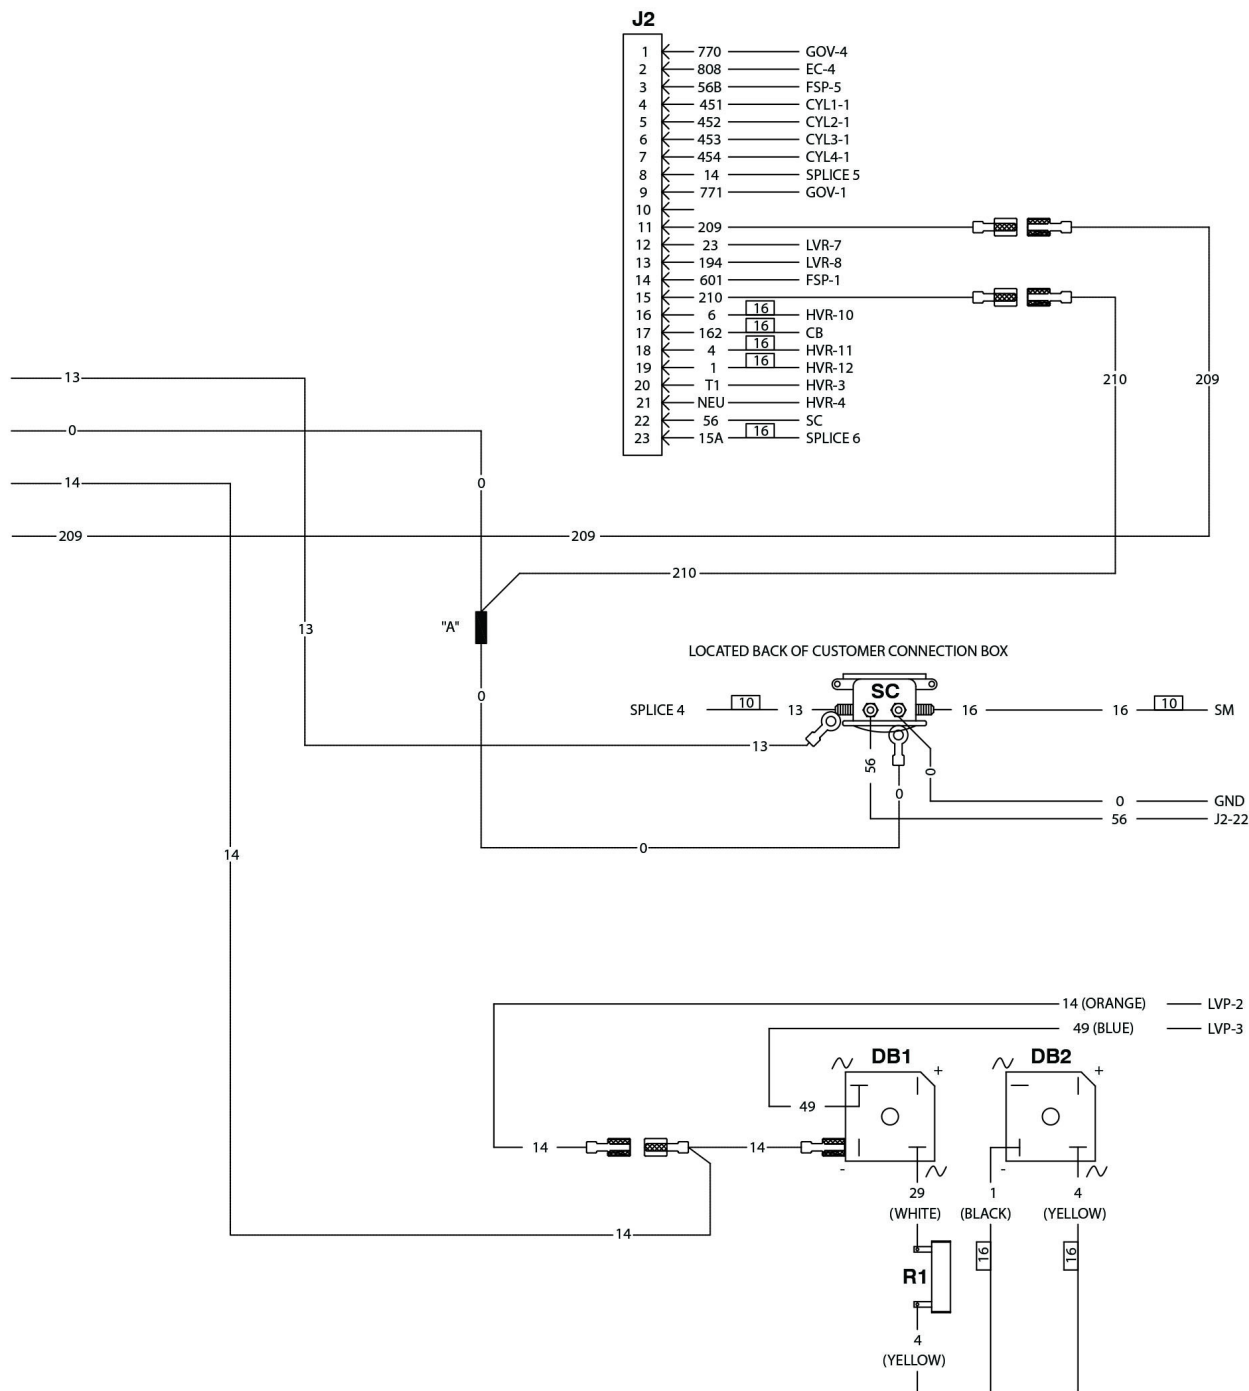 J2
1 770 GOV-4
2 808 EC-4
3 56B FSP-5
4 451 CYL1-1
5 452 CYL2-1
6 453 CYL3-1
7 454 CYL4-1
8 14 SPLICE 5
9 771 GOV-1
10
11 209
12 23 LVR-7
13 194 LVR-8
14 601 FSP-1
15 210
16 6 16 HVR-10
17 162 16 CB
18 4 16 HVR-11
19 1 16 HVR-12
20 T1 HVR-3
21 NEU HVR-4
22 56 SC
23 15A 16 SPLICE 6
13
210 209
0
14 0
209 209
210
"A" 13
LOCATED BACK OF CUSTOMER CONNECTION BOX
0
SC
SPLICE 4 10 13 16 16 10 SM
13
56 0
0
0 GND
56 J2-22
0
14
14 (ORANGE) LVP-2
49 (BLUE) LVP-3
DB1 DB2
+ +
49
14 14
- -
29 1 4
(WHITE) (BLACK) (YELLOW)
14
16 16
R1
4
(YELLOW)